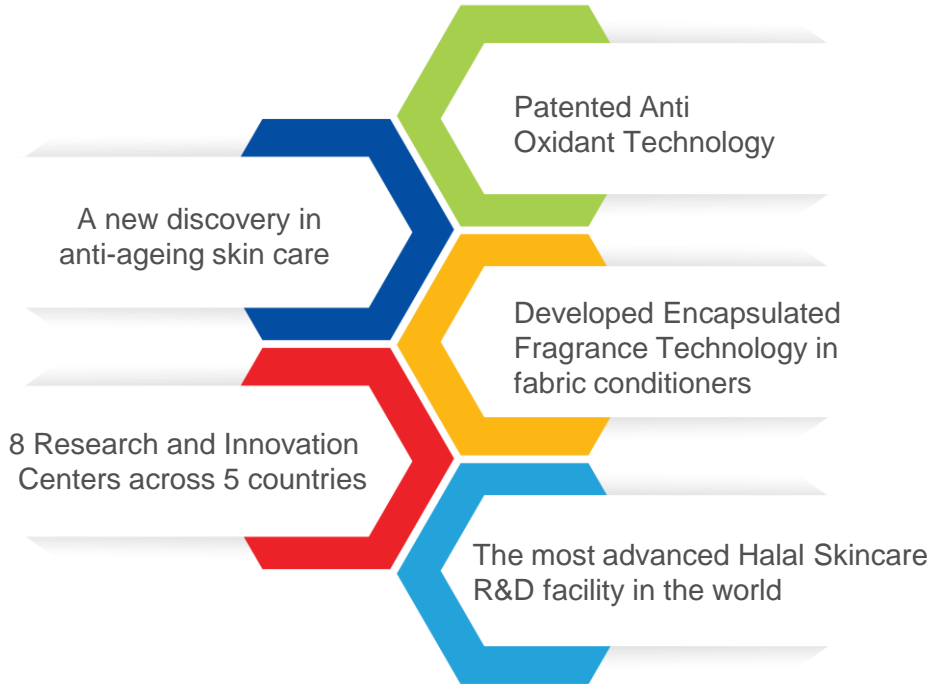 Patented Anti
Oxidant Technology
A new discovery in
anti-ageing skin care
Developed Encapsulated
Fragrance Technology in
fabric conditioners
8 Research and Innovation
Centers across 5 countries
The most advanced Halal Skincare
R&D facility in the world